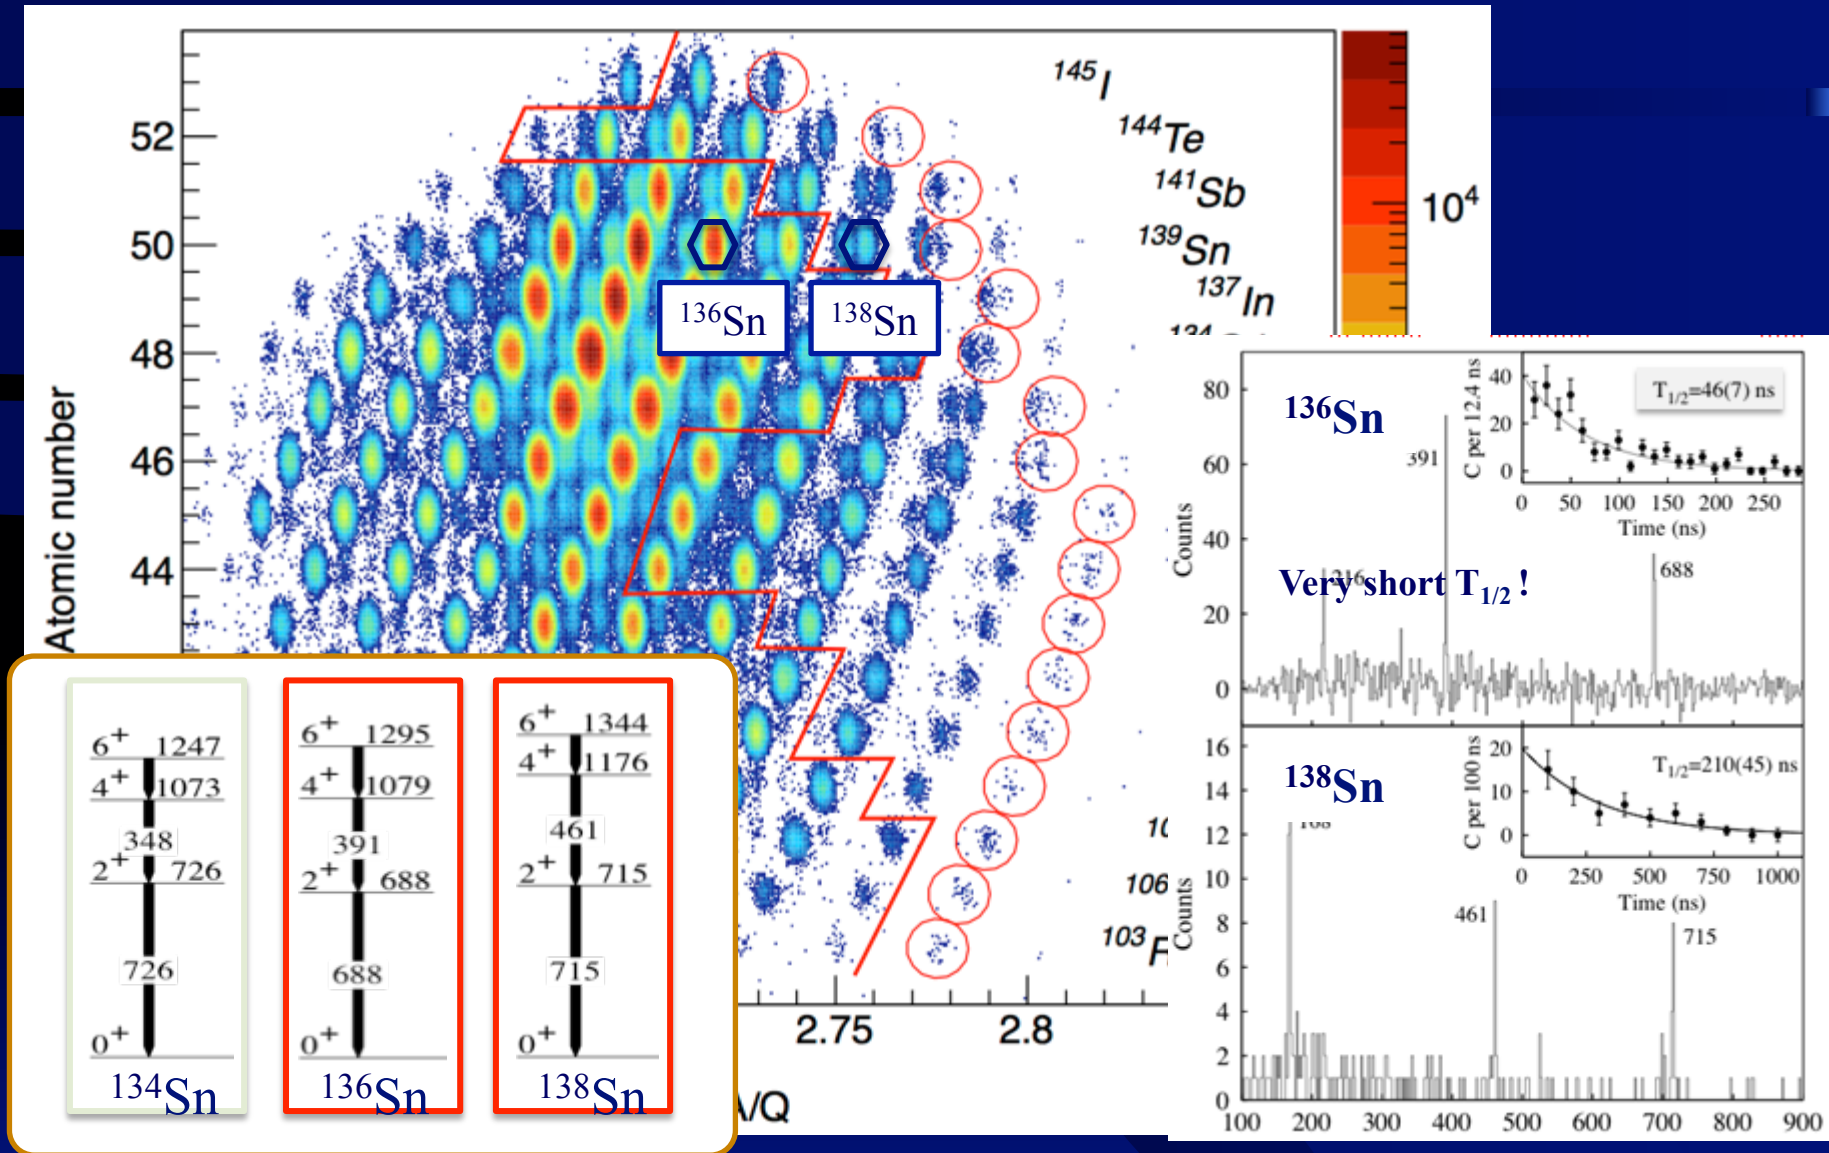 52
50
48
46
44
Atomic number
¹⁴⁵I
¹⁴⁴Te
¹⁴¹Sb
¹³⁹Sn
¹³⁷In
134
10⁴
¹³⁶Sn
¹³⁸Sn
2.75
2.8
A/Q
106
103
6⁺ 1247
4⁺ 1073
348
2⁺ 726
726
0⁺
¹³⁴Sn
6⁺ 1295
4⁺ 1079
391
2⁺ 688
688
0⁺
¹³⁶Sn
6⁺ 1344
4⁺ 1176
461
2⁺ 715
715
0⁺
¹³⁸Sn
80
60
40
20
0
Counts
¹³⁶Sn
391
216
688
Very short T₁/₂ !
C per 12.4 ns
40
20
0
T₁/₂=46(7) ns
0 50 100 150 200 250
Time (ns)
16
14
12
10
8
6
4
2
0
Counts
¹³⁸Sn
168
461
715
C per 100 ns
20
10
0
T₁/₂=210(45) ns
0 250 500 750 1000
Time (ns)
100 200 300 400 500 600 700 800 900